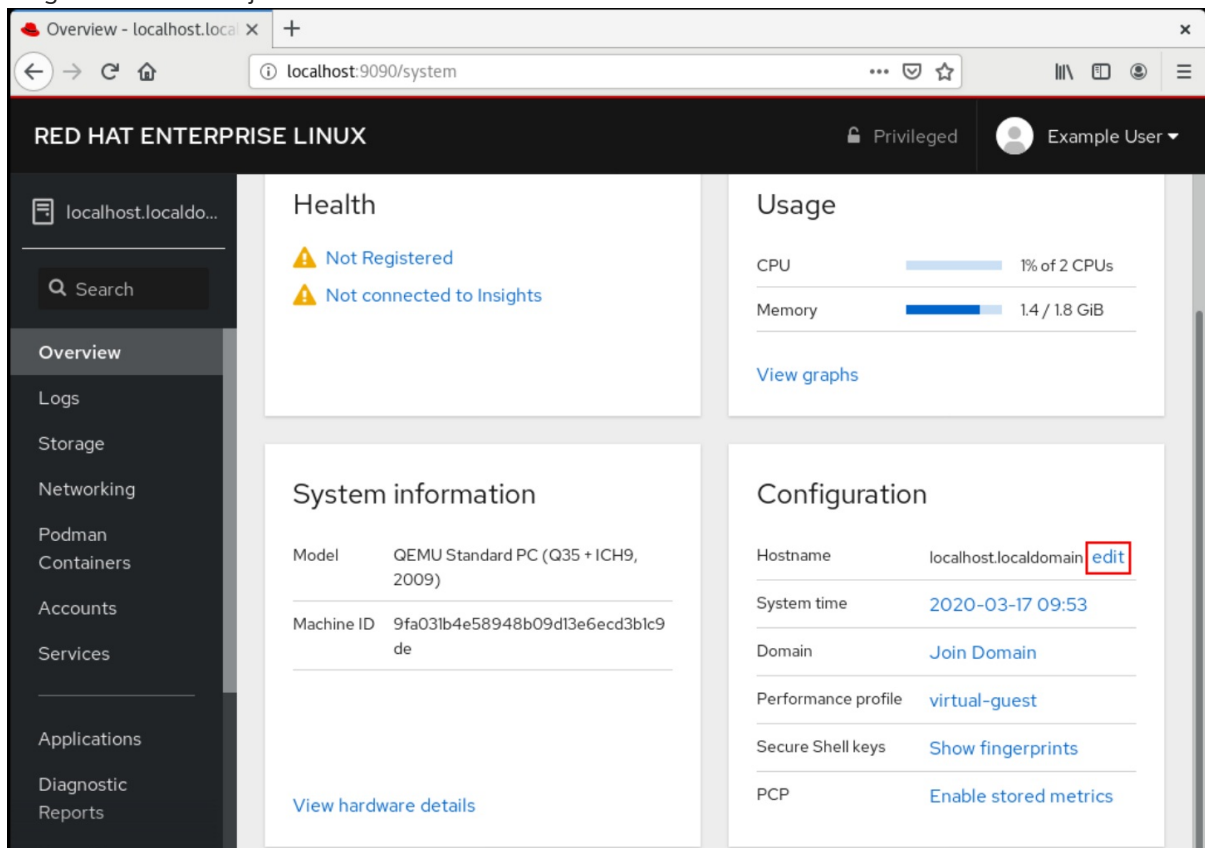 Overview - localhost.local
localhost:9090/system
RED HAT ENTERPRISE LINUX
Privileged
Example User
localhost.localdo...
Search
Overview
Logs
Storage
Networking
Podman
Containers
Accounts
Services
Applications
Diagnostic
Reports
Health
Not Registered
Not connected to Insights
Usage
CPU 1% of 2 CPUs
Memory 1.4 / 1.8 GiB
View graphs
System information
Model QEMU Standard PC (Q35 + ICH9,
2009)
Machine ID 9fa031b4e58948b09d13e6ecd3b1c9
de
View hardware details
Configuration
Hostname localhost.localdomain edit
System time 2020-03-17 09:53
Domain Join Domain
Performance profile virtual-guest
Secure Shell keys Show fingerprints
PCP Enable stored metrics